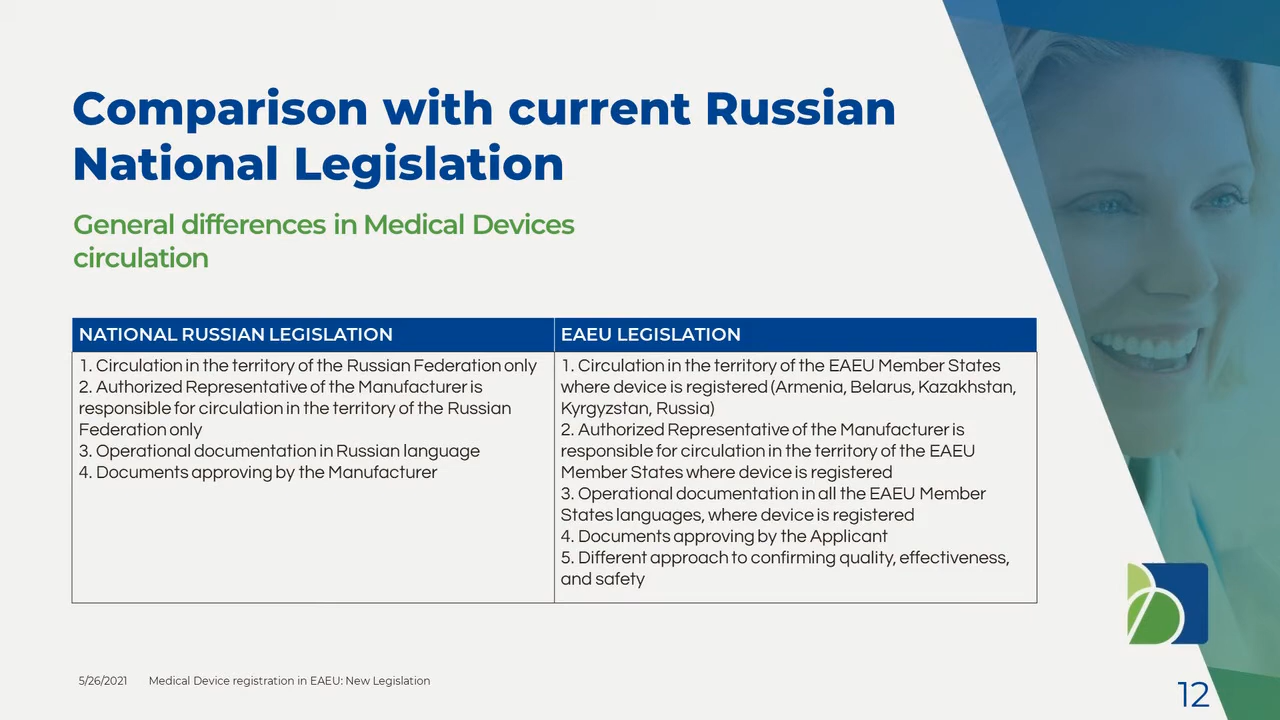 Comparison with current Russian
National Legislation
General differences in Medical Devices
circulation
NATIONAL RUSSIAN LEGISLATION
1. Circulation in the territory of the Russian Federation only
2. Authorized Representative of the Manufacturer is
responsible for circulation in the territory of the Russian
Federation only
3. Operational documentation in Russian language
4. Documents approving by the Manufacturer
EAEU LEGISLATION
1. Circulation in the territory of the EAEU Member States
where device is registered (Armenia, Belarus, Kazakhstan,
Kyrgyzstan, Russia)
2. Authorized Representative of the Manufacturer is
responsible for circulation in the territory of the EAEU
Member States where device is registered
3. Operational documentation in all the EAEU Member
States languages, where device is registered
4. Documents approving by the Applicant
5. Different approach to confirming quality, effectiveness,
and safety
5/26/2021 Medical Device registration in EAEU: New Legislation
12